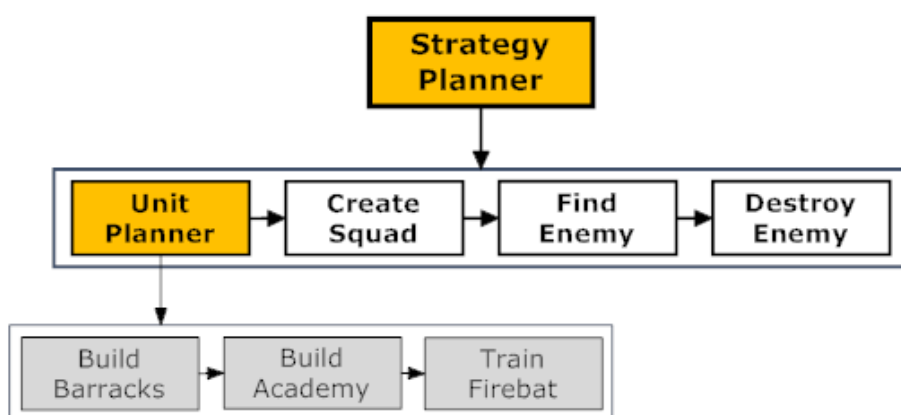 Strategy
Planner
Unit
Planner
Create
Squad
Find
Enemy
Destroy
Enemy
Build
Barracks
Build
Academy
Train
Firebat